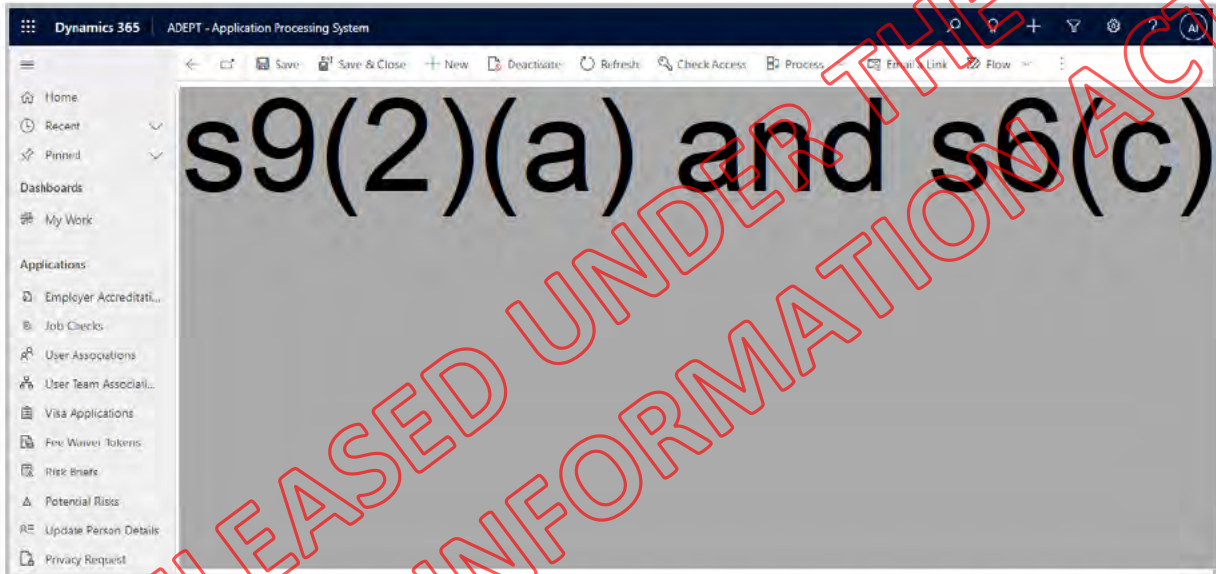 Dynamics 365 ADEPT - Application Processing System ? AI
Save Save & Close + New Deactivate Refresh Check Access Process Email a Link Flow
Home
Recent
Pinned
Dashboards
My Work
Applications
Employer Accreditati...
Job Checks
User Associations
User Team Associati...
Visa Applications
Fee Waiver Tokens
Risk Briefs
Potential Risks
Update Person Details
Privacy Request
s9(2)(a) and s6(c)
LEASED UNDER THE
INFORMATION ACT